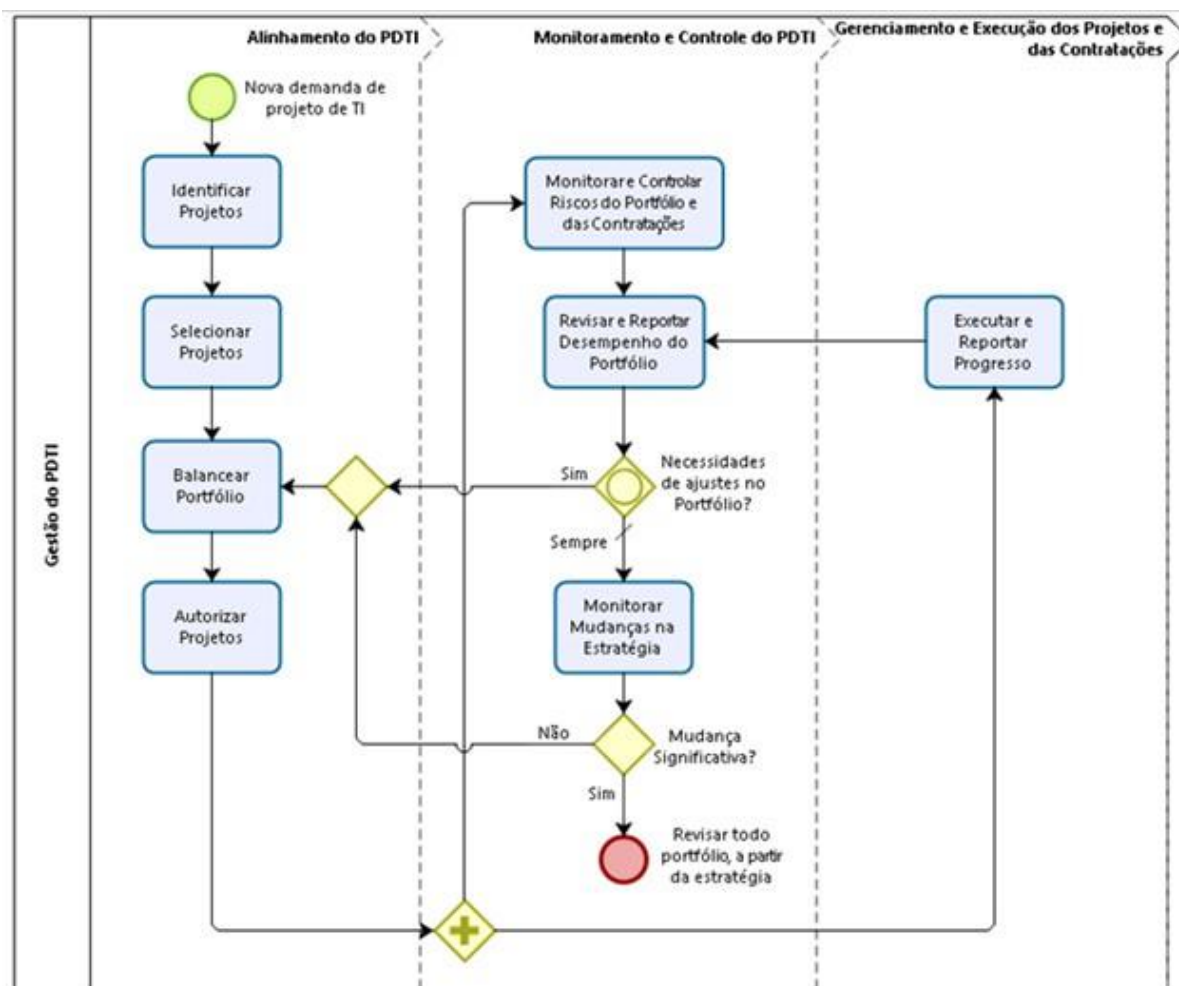 Alinhamento do PDTI
Monitoramento e Controle do PDTI
Gerenciamento e Execução dos Projetos e
das Contratações
Gestão do PDTI
Nova demanda de
projeto de TI
Identificar
Projetos
Selecionar
Projetos
Balancear
Portfólio
Autorizar
Projetos
Monitorar e Controlar
Riscos do Portfólio e
das Contratações
Revisar e Reportar
Desempenho do
Portfólio
Executar e
Reportar
Progresso
Sim
Necessidades
de ajustes no
Portfólio?
Sempre
Monitorar
Mudanças na
Estratégia
Não
Mudança
Significativa?
Sim
Revisar todo
portfólio, a partir
da estratégia